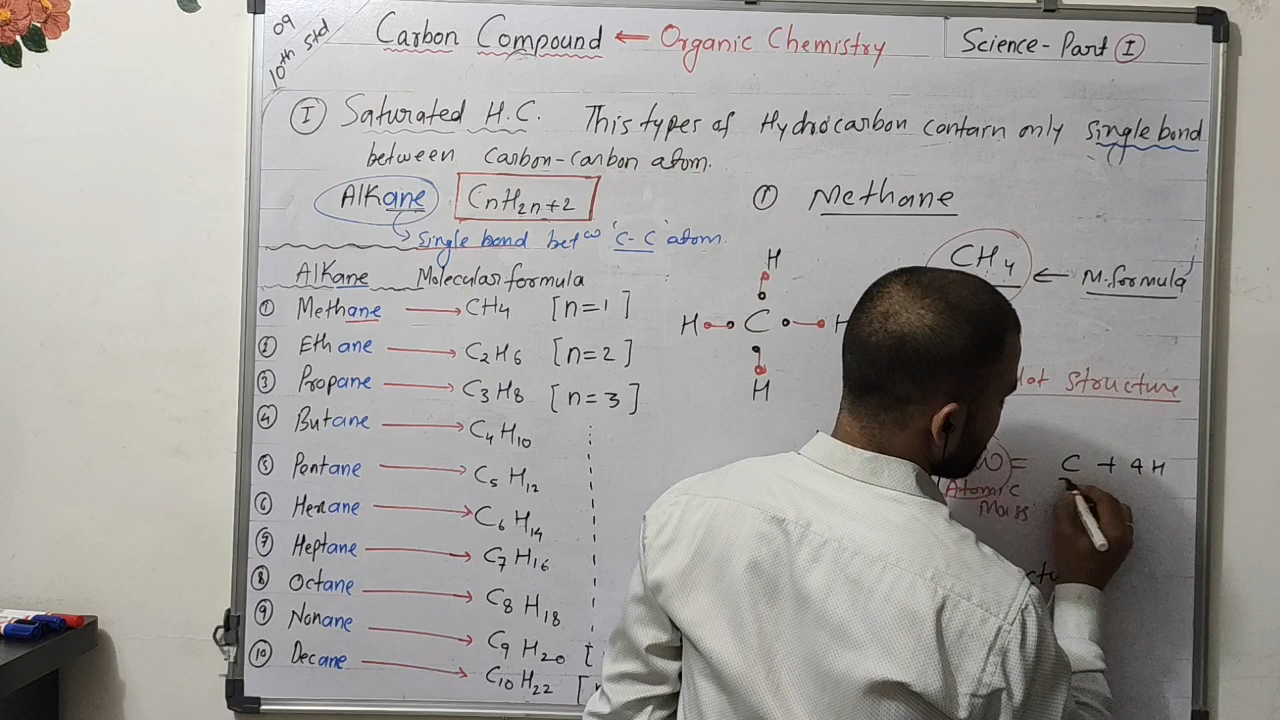 09
10th std
Carbon Compound ← Organic Chemistry
Science-Part I
I Saturated H.C. This types of Hydrocarbon contain only single bond
between Carbon-carbon atom.
Alkane CnH2n+2
single bond betn 'C-C' atom.
Alkane Molecular formula
1 Methane → CH4 [n=1]
2 Ethane → C2H6 [n=2]
3 Propane → C3H8 [n=3]
4 Butane → C4H10
5 Pentane → C5H12
6 Hexane → C6H14
7 Heptane → C7H16
8 Octane → C8H18
9 Nonane → C9H20 [
10 Decane → C10H22 [
1 Methane
CH4 ← M.formula
H
H C H
H
dot structure
= C + 4H
Atomic
Mass